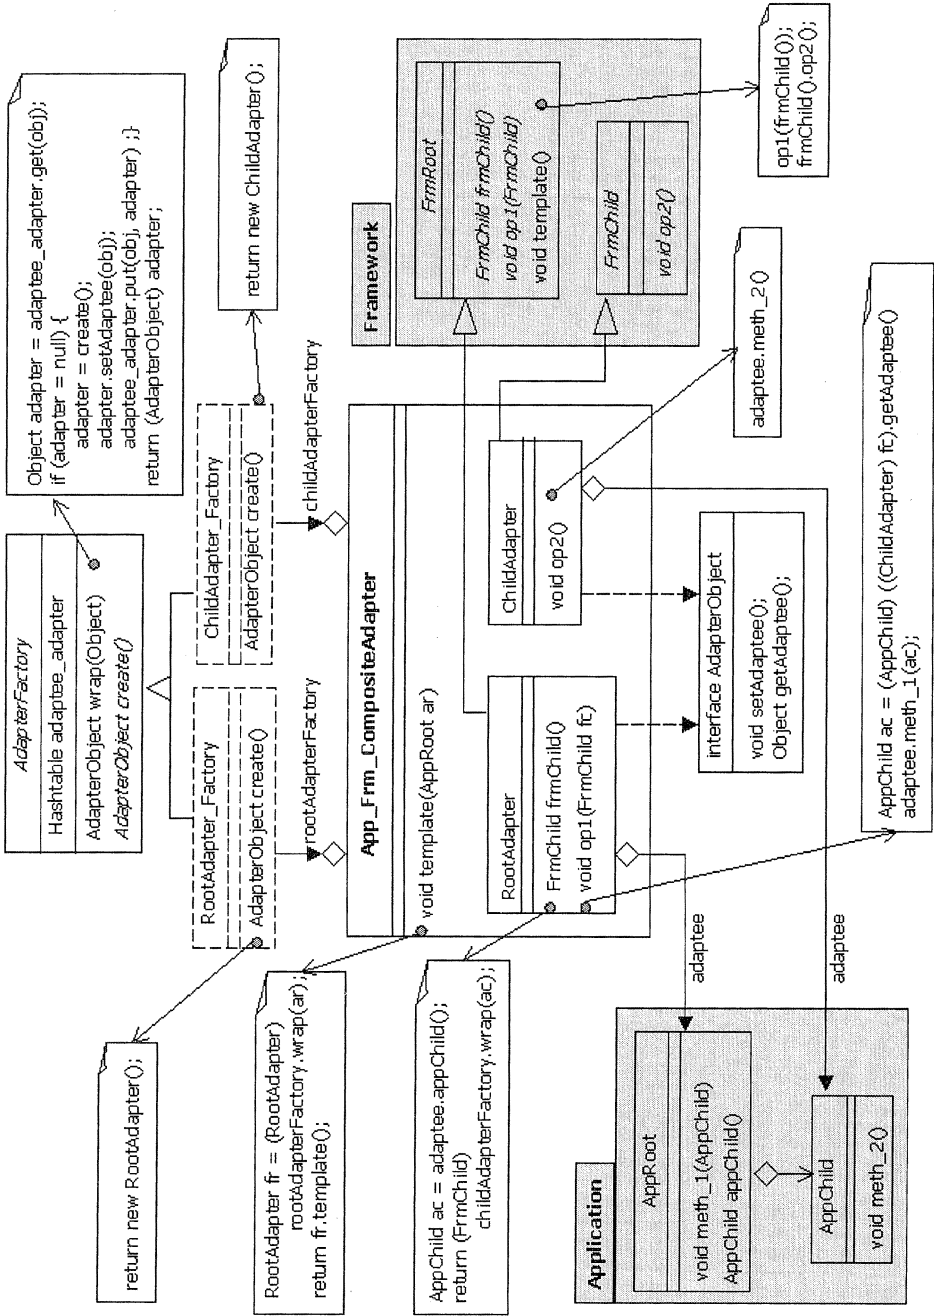 AdapterFactory
Hashtable adaptee_adapter
AdapterObject wrap(Object)
AdapterObject create()
Object adapter = adaptee_adapter.get(obj);
if (adapter = null) {
adapter = create();
adapter.setAdaptee(obj);
adaptee_adapter.put(obj, adapter) ;}
return (AdapterObject) adapter;
return new RootAdapter();
RootAdapter_Factory
AdapterObject create()
ChildAdapter_Factory
AdapterObject create()
return new ChildAdapter();
rootAdapterFactory
childAdapterFactory
RootAdapter fr = (RootAdapter)
rootAdapterFactory.wrap(ar);
return fr.template();
App_Frm_CompositeAdapter
void template(AppRoot ar)
AppChild ac = adaptee.appChild();
return (FrmChild)
childAdapterFactory.wrap(ac);
RootAdapter
FrmChild frmChild()
void op1(FrmChild fc)
ChildAdapter
void op2()
Framework
FrmRoot
FrmChild frmChild()
void op1(FrmChild)
void template()
FrmChild
void op2()
op1(frmChild());
frmChild().op2();
adaptee.meth_2()
interface AdapterObject
void setAdaptee();
Object getAdaptee();
Application
AppRoot
void meth_1(AppChild)
AppChild appChild()
AppChild
void meth_2()
adaptee
adaptee
AppChild ac = (AppChild) ((ChildAdapter) fc).getAdaptee()
adaptee.meth_1(ac);